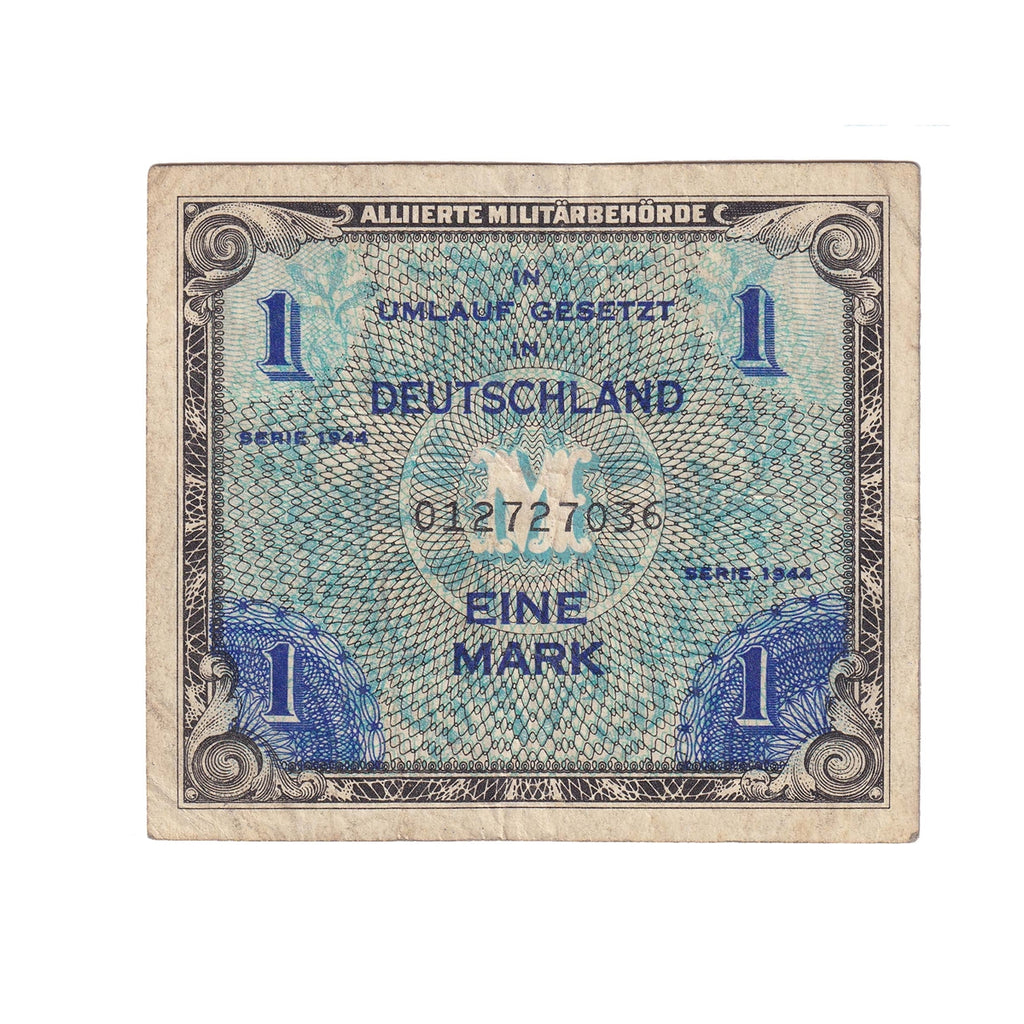 ALLIIERTE MILITÄRBEHÖRDE
IN
1 UMLAUF GESETZT 1
IN
DEUTSCHLAND
SERIE 1944
M
012727036
SERIE 1944
EINE
1 MARK 1